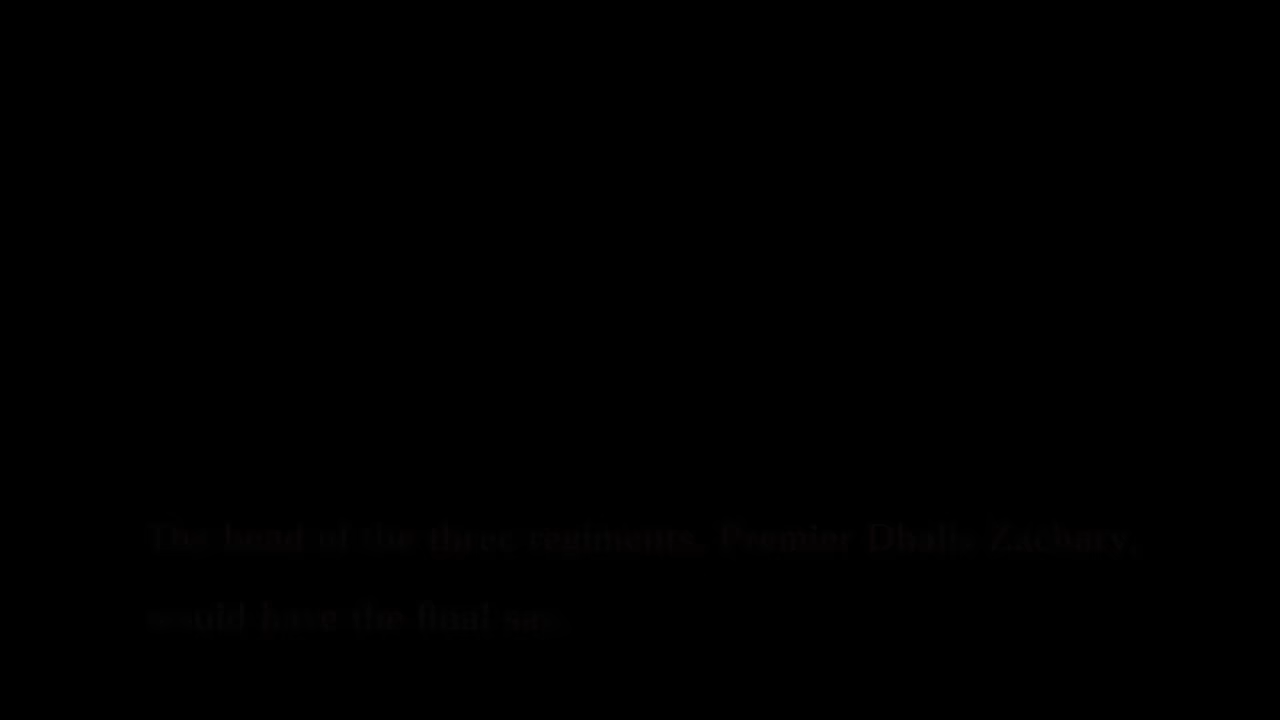 The head of the three regiments, Premier Dhalis Zachary,
would have the final say.